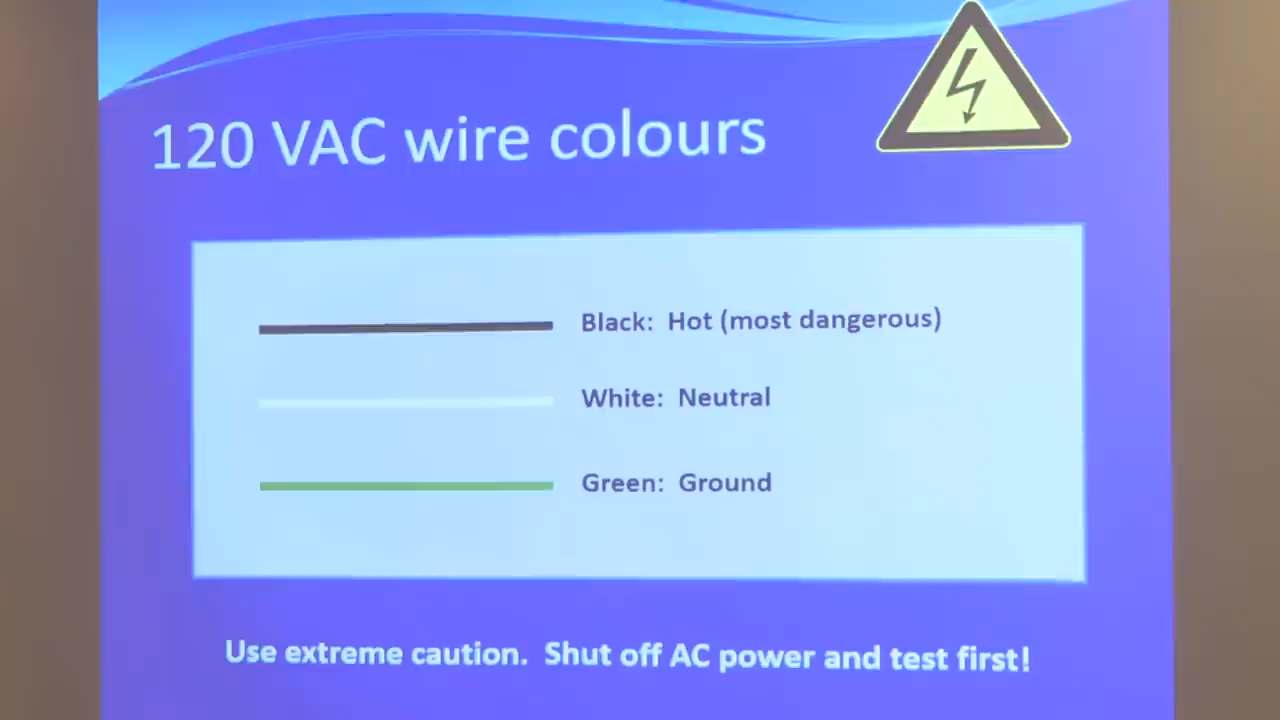 120 VAC wire colours
Black: Hot (most dangerous)
White: Neutral
Green: Ground
Use extreme caution. Shut off AC power and test first!